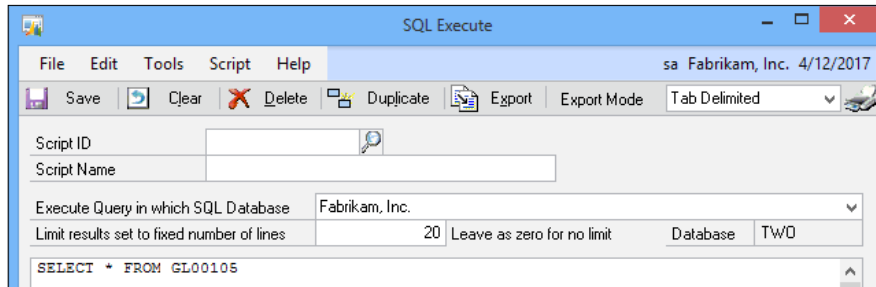 SQL Execute
File Edit Tools Script Help sa Fabrikam, Inc. 4/12/2017
Save Clear Delete Duplicate Export Export Mode Tab Delimited
Script ID
Script Name
Execute Query in which SQL Database Fabrikam, Inc.
Limit results set to fixed number of lines 20 Leave as zero for no limit Database TWO
SELECT * FROM GL00105